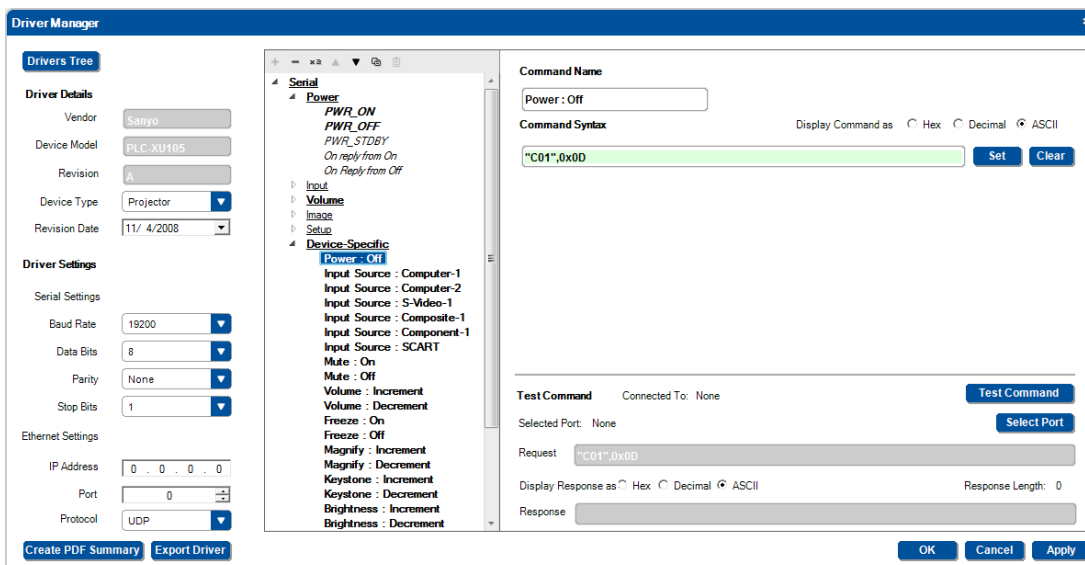 Driver Manager
Drivers Tree
Driver Details
Vendor Sanyo
Device Model PLC-XU105
Revision A
Device Type Projector
Revision Date 11/ 4/2008
Driver Settings
Serial Settings
Baud Rate 19200
Data Bits 8
Parity None
Stop Bits 1
Ethernet Settings
IP Address 0 . 0 . 0 . 0
Port 0
Protocol UDP
Create PDF Summary Export Driver
Serial
Power
PWR_ON
PWR_OFF
PWR_STDBY
On reply from On
On Reply from Off
Input
Volume
Image
Setup
Device-Specific
Power : Off
Input Source : Computer-1
Input Source : Computer-2
Input Source : S-Video-1
Input Source : Composite-1
Input Source : Component-1
Input Source : SCART
Mute : On
Mute : Off
Volume : Increment
Volume : Decrement
Freeze : On
Freeze : Off
Magnify : Increment
Magnify : Decrement
Keystone : Increment
Keystone : Decrement
Brightness : Increment
Brightness : Decrement
Command Name
Power : Off
Command Syntax Display Command as Hex Decimal ASCII
"C01",0x0D Set Clear
Test Command Connected To: None Test Command
Selected Port: None Select Port
Request "C01",0x0D
Display Response as Hex Decimal ASCII Response Length: 0
Response
OK Cancel Apply